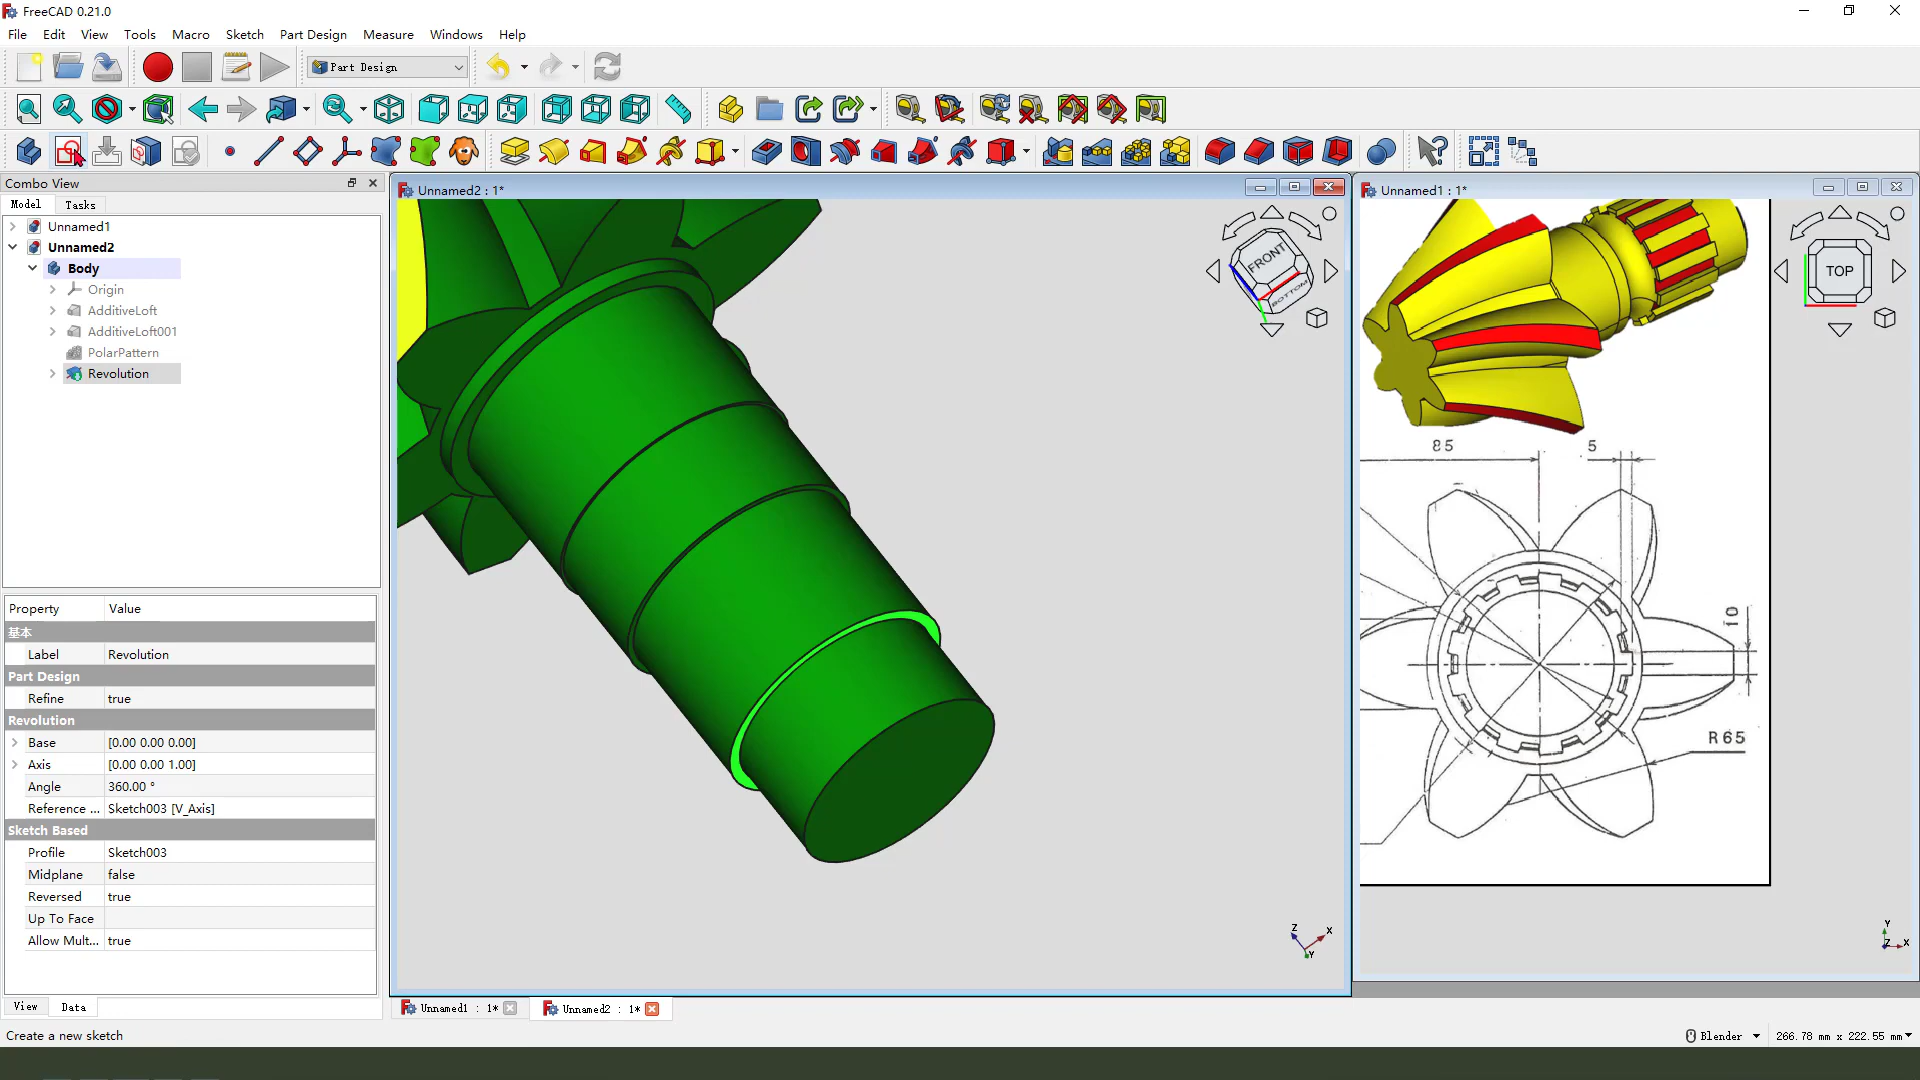 FreeCAD 0.21.0
File Edit View Tools Macro Sketch Part Design Measure Windows Help
Part Design
Combo View
Model Tasks
Unnamed1
Unnamed2
Body
Origin
AdditiveLoft
AdditiveLoft001
PolarPattern
Revolution
Property Value
基本
Label Revolution
Part Design
Refine true
Revolution
Base [0.00 0.00 0.00]
Axis [0.00 0.00 1.00]
Angle 360.00 °
Reference ... Sketch003 [V_Axis]
Sketch Based
Profile Sketch003
Midplane false
Reversed true
Up To Face
Allow Mult... true
View Data
Create a new sketch
Unnamed2 : 1*
FRONT
BOTTOM
Z X Y
Unnamed1 : 1*
TOP
85 5
10
R65
Y Z X
Unnamed1 : 1*
Unnamed2 : 1*
Blender
266.78 mm x 222.55 mm